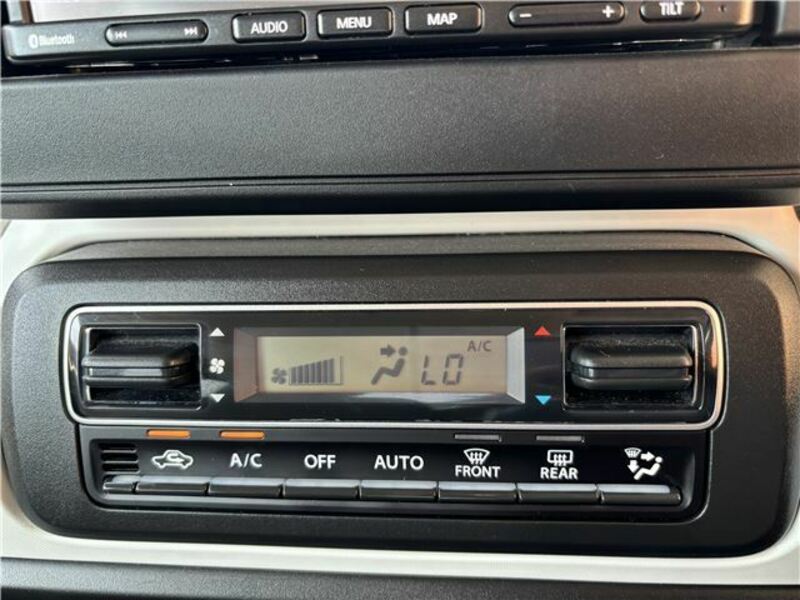 Bluetooth AUDIO MENU MAP − + TILT
A/C
LO
A/C OFF AUTO FRONT REAR